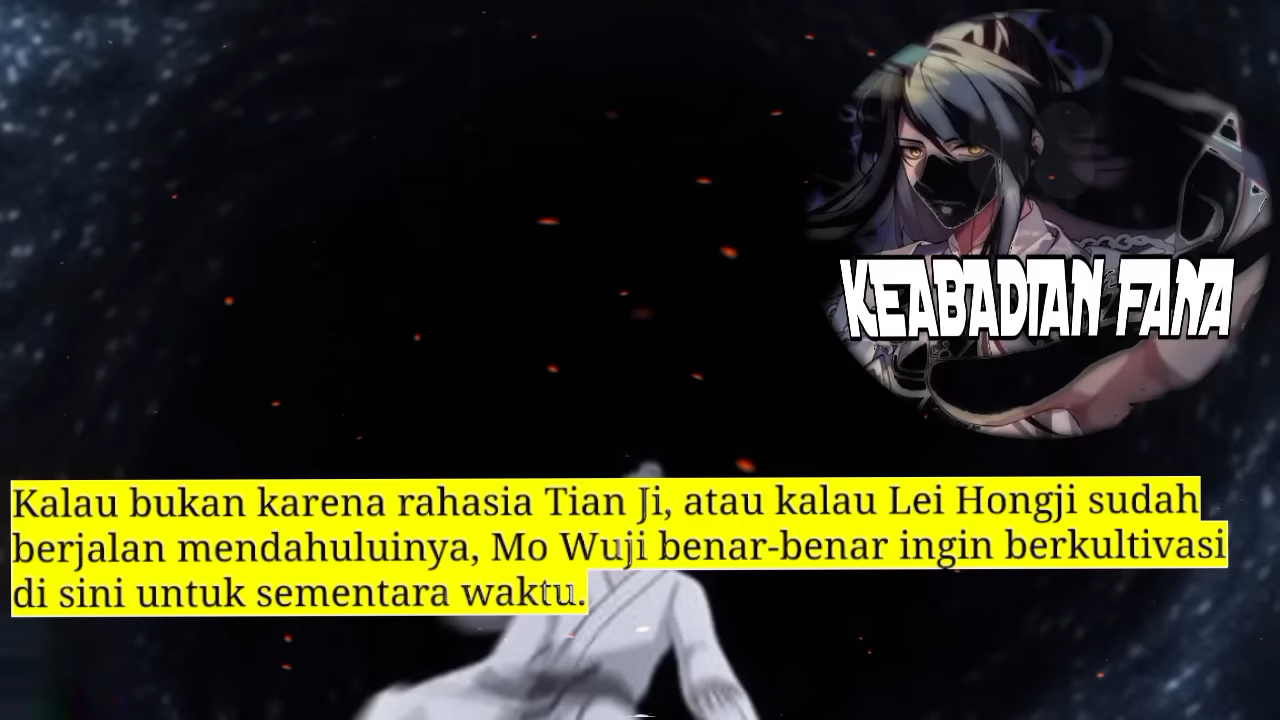 KEABADIAN FANA
Kalau bukan karena rahasia Tian Ji, atau kalau Lei Hongji sudah
berjalan mendahuluinya, Mo Wuji benar-benar ingin berkultivasi
di sini untuk sementara waktu.